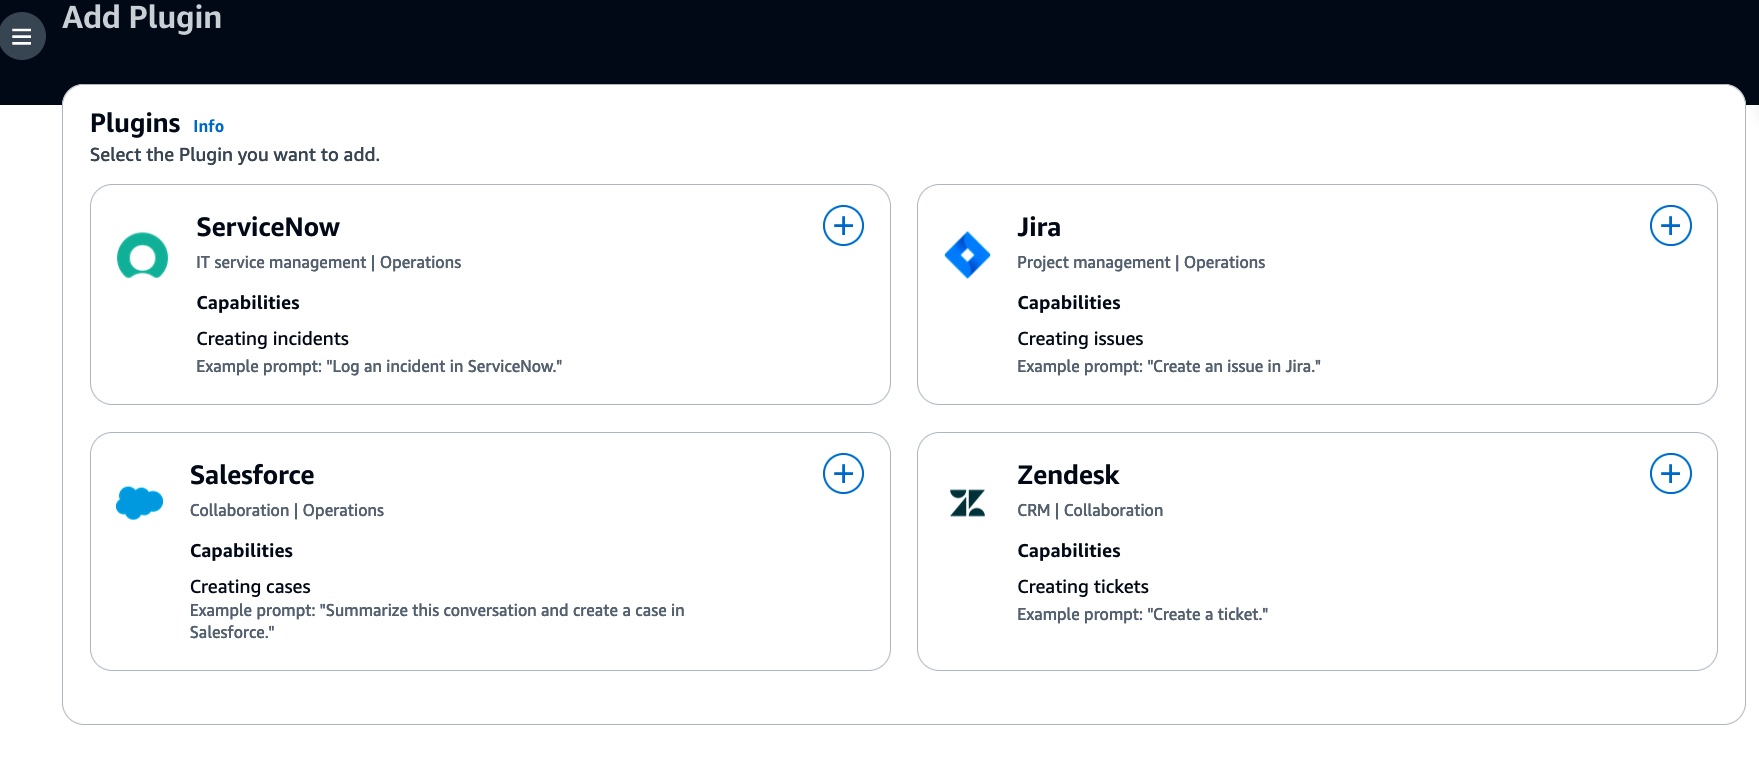 Add Plugin
Plugins Info
Select the Plugin you want to add.
ServiceNow
IT service management | Operations
Capabilities
Creating incidents
Example prompt: "Log an incident in ServiceNow."
Jira
Project management | Operations
Capabilities
Creating issues
Example prompt: "Create an issue in Jira."
Salesforce
Collaboration | Operations
Capabilities
Creating cases
Example prompt: "Summarize this conversation and create a case in
Salesforce."
Zendesk
CRM | Collaboration
Capabilities
Creating tickets
Example prompt: "Create a ticket."